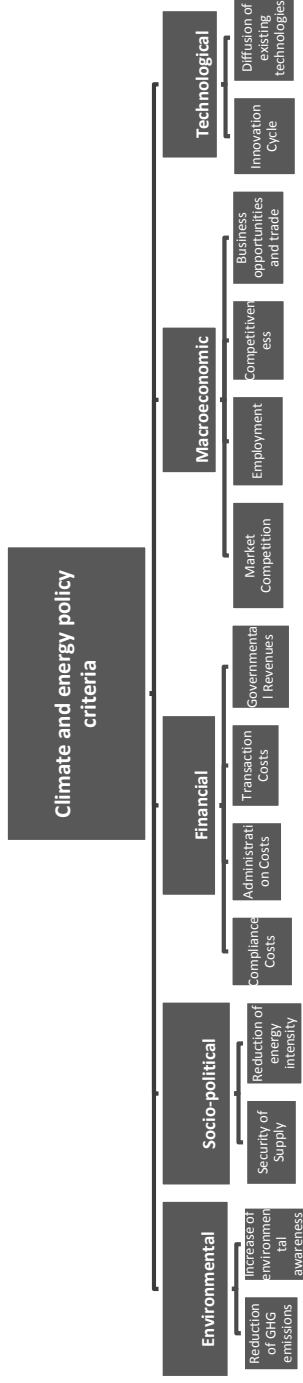 Climate and energy policy
criteria
Environmental
Socio-political
Financial
Macroeconomic
Technological
Reduction
of GHG
emissions
Increase of
environmen
tal
awareness
Security of
Supply
Reduction of
energy
intensity
Compliance
Costs
Administrati
on Costs
Transaction
Costs
Governmenta
l Revenues
Market
Competition
Employment
Competitiven
ess
Business
opportunities
and trade
Innovation
Cycle
Diffusion of
existing
technologies